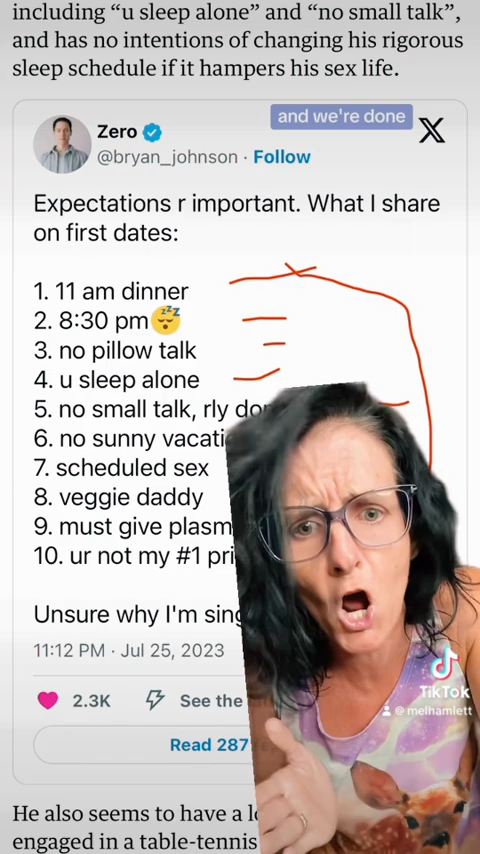 including “u sleep alone” and “no small talk”,
and has no intentions of changing his rigorous
sleep schedule if it hampers his sex life.
and we're done
Zero
@bryan_johnson · Follow
Expectations r important. What I share
on first dates:
1. 11 am dinner
2. 8:30 pm😴
3. no pillow talk
4. u sleep alone
5. no small talk, rly
6. no sunny
7. scheduled sex
8. veggie daddy
9. must give
10. ur not my #1
Unsure why I'm
11:12 PM · Jul 25, 2023
2.3K
See the
Read 287
TikTok
@melhamlett
He also seems to have a
engaged in a table-tennis